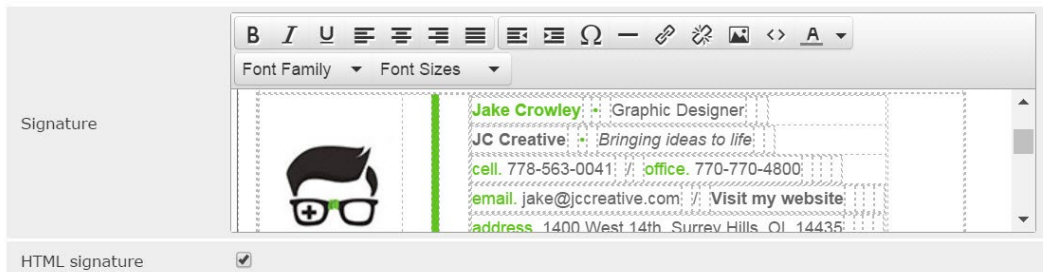 B I U Ω — <> A
Font Family Font Sizes
Signature
Jake Crowley • Graphic Designer
JC Creative • Bringing ideas to life
cell. 778-563-0041 / office. 770-770-4800
email. jake@jccreative.com / Visit my website
address. 1400 West 14th, Surrey Hills, OI, 14435
HTML signature